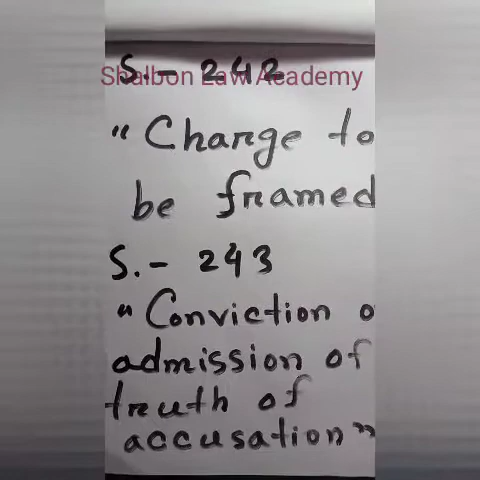 S.- 242
Shalbon Law Academy
"Charge to
be framed
S.- 243
"Conviction o
admission of
truth of
accusation"